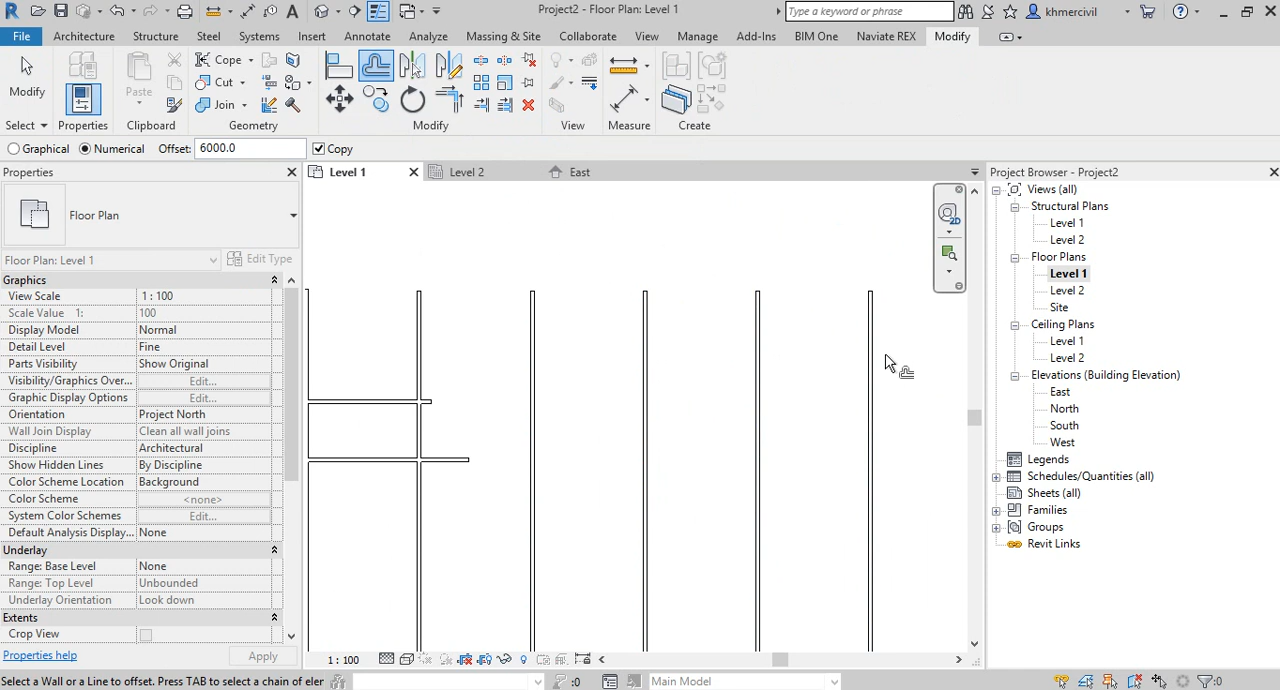 Project2 - Floor Plan: Level 1
Type a keyword or phrase
khmercivil
File Architecture Structure Steel Systems Insert Annotate Analyze Massing & Site Collaborate View Manage Add-Ins BIM One Naviate REX Modify
Modify
Paste
Cope
Cut
Join
Select Properties Clipboard Geometry Modify View Measure Create
Graphical Numerical Offset: 6000.0 Copy
Properties
Level 1 Level 2 East
Project Browser - Project2
Floor Plan
Floor Plan: Level 1 Edit Type
Graphics
View Scale 1 : 100
Scale Value 1: 100
Display Model Normal
Detail Level Fine
Parts Visibility Show Original
Visibility/Graphics Over... Edit...
Graphic Display Options Edit...
Orientation Project North
Wall Join Display Clean all wall joins
Discipline Architectural
Show Hidden Lines By Discipline
Color Scheme Location Background
Color Scheme <none>
System Color Schemes Edit...
Default Analysis Display... None
Underlay
Range: Base Level None
Range: Top Level Unbounded
Underlay Orientation Look down
Extents
Crop View
Properties help Apply
2D
Views (all)
Structural Plans
Level 1
Level 2
Floor Plans
Level 1
Level 2
Site
Ceiling Plans
Level 1
Level 2
Elevations (Building Elevation)
East
North
South
West
Legends
Schedules/Quantities (all)
Sheets (all)
Families
Groups
Revit Links
1 : 100
Select a Wall or a Line to offset. Press TAB to select a chain of eler
:0
Main Model
:0